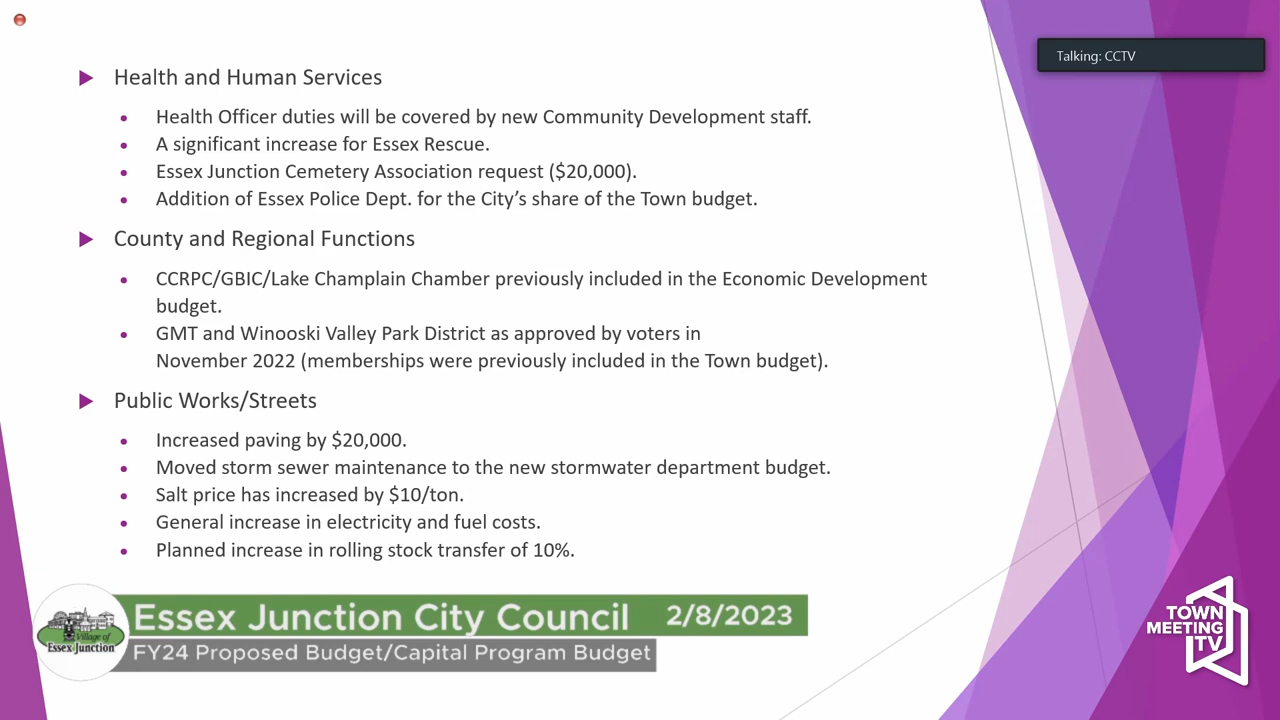 Talking: CCTV
Health and Human Services
Health Officer duties will be covered by new Community Development staff.
A significant increase for Essex Rescue.
Essex Junction Cemetery Association request ($20,000).
Addition of Essex Police Dept. for the City’s share of the Town budget.
County and Regional Functions
CCRPC/GBIC/Lake Champlain Chamber previously included in the Economic Development
budget.
GMT and Winooski Valley Park District as approved by voters in
November 2022 (memberships were previously included in the Town budget).
Public Works/Streets
Increased paving by $20,000.
Moved storm sewer maintenance to the new stormwater department budget.
Salt price has increased by $10/ton.
General increase in electricity and fuel costs.
Planned increase in rolling stock transfer of 10%.
Village of
Essex Junction
Essex Junction City Council 2/8/2023
FY24 Proposed Budget/Capital Program Budget
TOWN
MEETING
TV